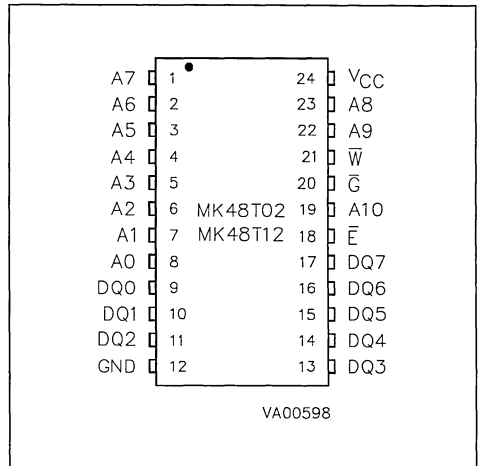 A7 1 24 VCC
A6 2 23 A8
A5 3 22 A9
A4 4 21 W̅
A3 5 20 G̅
A2 6 MK48T02 19 A10
A1 7 MK48T12 18 E̅
A0 8 17 DQ7
DQ0 9 16 DQ6
DQ1 10 15 DQ5
DQ2 11 14 DQ4
GND 12 13 DQ3
VA00598